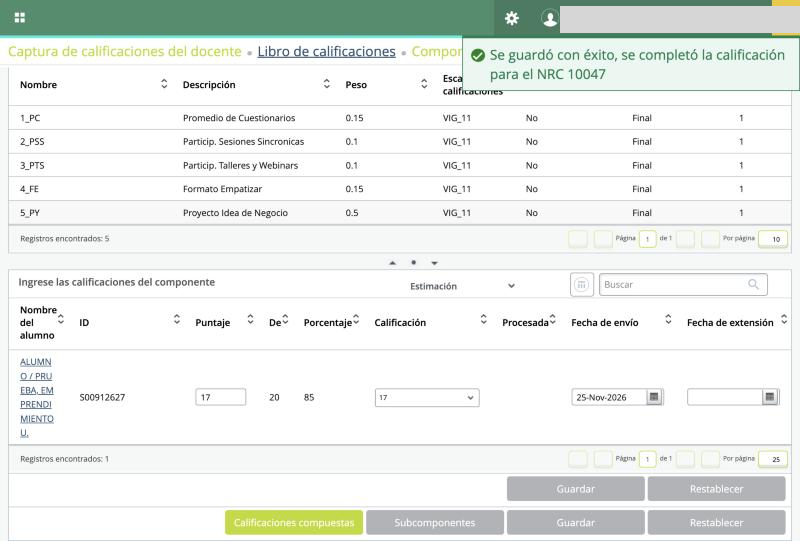 Captura de calificaciones del docente • Libro de calificaciones • Compon
Se guardó con éxito, se completó la calificación
para el NRC 10047
Nombre Descripción Peso Esca
calificaciones
1_PC Promedio de Cuestionarios 0.15 VIG_11 No Final 1
2_PSS Particip. Sesiones Sincronicas 0.1 VIG_11 No Final 1
3_PTS Particip. Talleres y Webinars 0.1 VIG_11 No Final 1
4_FE Formato Empatizar 0.15 VIG_11 No Final 1
5_PY Proyecto Idea de Negocio 0.5 VIG_11 No Final 1
Registros encontrados: 5 Página 1 de 1 Por página 10
Ingrese las calificaciones del componente Estimación Buscar
Nombre
del
alumno
ID Puntaje De Porcentaje Calificación Procesada Fecha de envío Fecha de extensión
ALUMN
O / PRU
EBA, EM
PRENDI
MIENTO
U.
S00912627 17 20 85 17 25-Nov-2026
Registros encontrados: 1 Página 1 de 1 Por página 25
Guardar Restablecer
Calificaciones compuestas Subcomponentes Guardar Restablecer